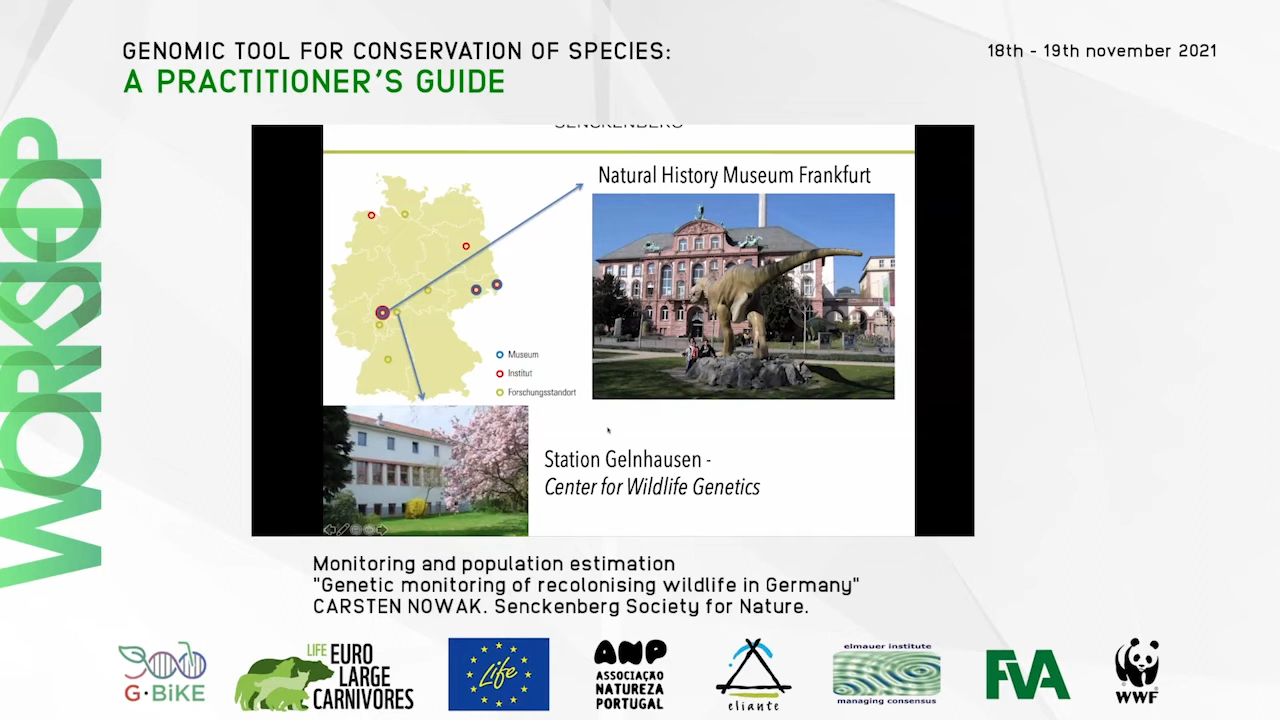 GENOMIC TOOL FOR CONSERVATION OF SPECIES:
A PRACTITIONER'S GUIDE
18th - 19th november 2021
WORKSHOP
SENCKENBERG
Natural History Museum Frankfurt
Museum
Institut
Forschungsstandort
Station Gelnhausen -
Center for Wildlife Genetics
Monitoring and population estimation
"Genetic monitoring of recolonising wildlife in Germany"
CARSTEN NOWAK. Senckenberg Society for Nature.
G·BiKE
LIFE EURO
LARGE
CARNIVORES
Life
ANP
ASSOCIAÇÃO
NATUREZA
PORTUGAL
eliante
elmauer institute
managing consensus
FVA
WWF